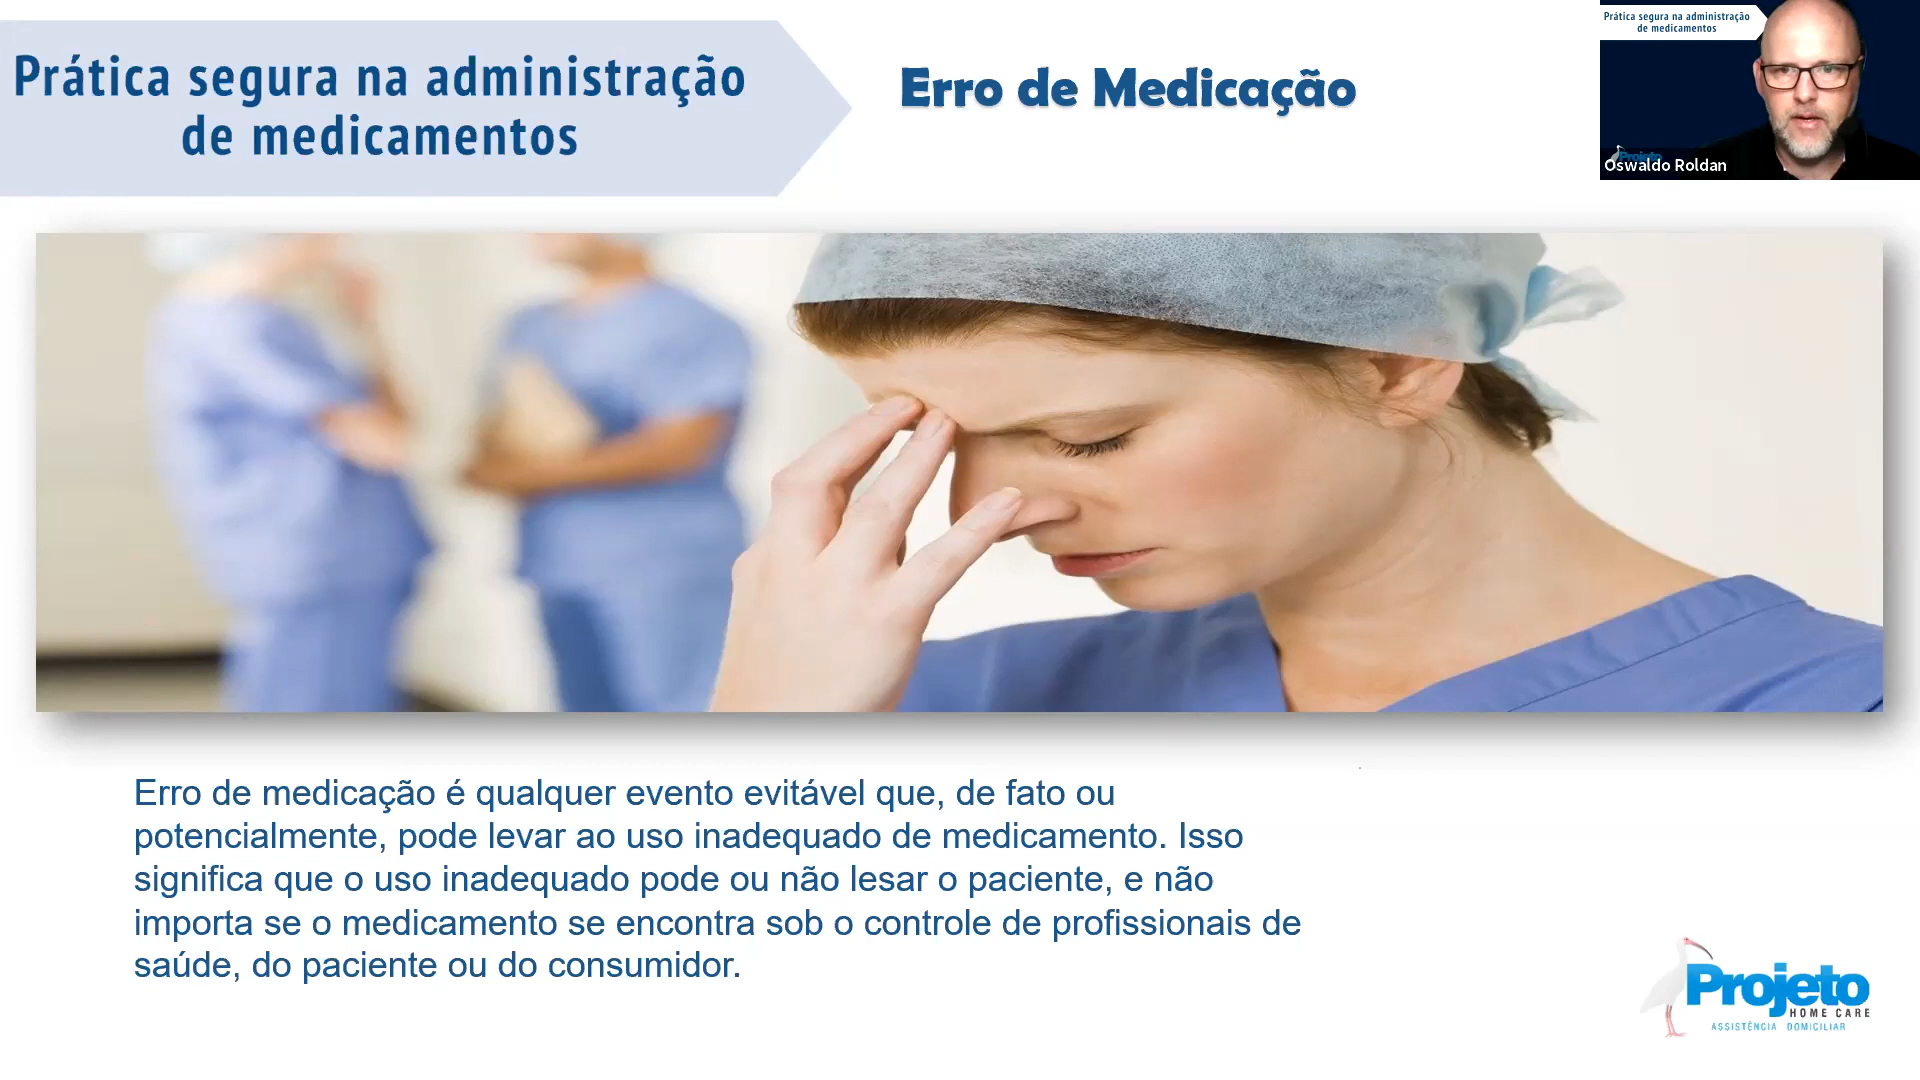 Prática segura na administração
de medicamentos
Erro de Medicação
Prática segura na administração
de medicamentos
Projeto
Oswaldo Roldan
Erro de medicação é qualquer evento evitável que, de fato ou
potencialmente, pode levar ao uso inadequado de medicamento. Isso
significa que o uso inadequado pode ou não lesar o paciente, e não
importa se o medicamento se encontra sob o controle de profissionais de
saúde, do paciente ou do consumidor.
Projeto
HOME CARE
ASSISTÊNCIA DOMICILIAR